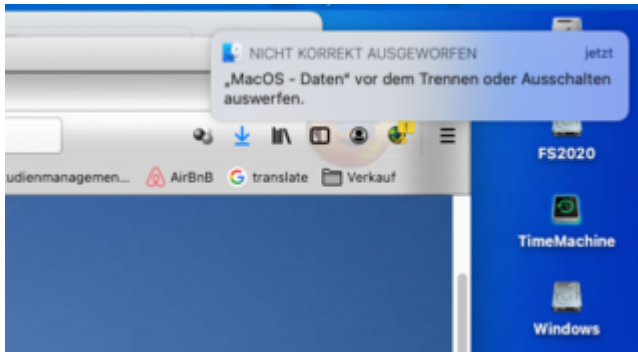 NICHT KORREKT AUSGEWORFEN jetzt
„MacOS - Daten“ vor dem Trennen oder Ausschalten
auswerfen.
FS2020
udienmanagemen... AirBnB translate Verkauf
TimeMachine
Windows